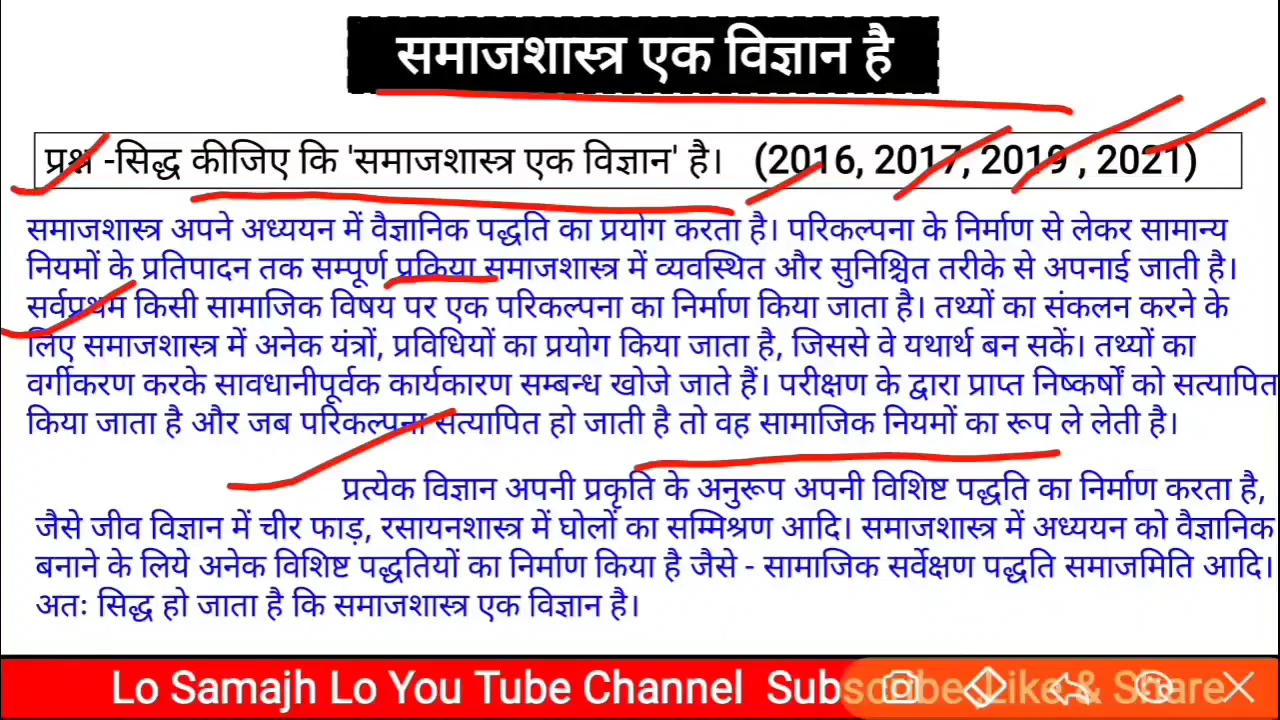 समाजशास्त्र एक विज्ञान है
प्रश्न -सिद्ध कीजिए कि 'समाजशास्त्र एक विज्ञान' है। (2016, 2017, 2019 , 2021)
समाजशास्त्र अपने अध्ययन में वैज्ञानिक पद्धति का प्रयोग करता है। परिकल्पना के निर्माण से लेकर सामान्य
नियमों के प्रतिपादन तक सम्पूर्ण प्रकिया समाजशास्त्र में व्यवस्थित और सुनिश्चित तरीके से अपनाई जाती है।
सर्वप्रथम किसी सामाजिक विषय पर एक परिकल्पना का निर्माण किया जाता है। तथ्यों का संकलन करने के
लिए समाजशास्त्र में अनेक यंत्रों, प्रविधियों का प्रयोग किया जाता है, जिससे वे यथार्थ बन सकें। तथ्यों का
वर्गीकरण करके सावधानीपूर्वक कार्यकारण सम्बन्ध खोजे जाते हैं। परीक्षण के द्वारा प्राप्त निष्कर्षों को सत्यापित
किया जाता है और जब परिकल्पना सत्यापित हो जाती है तो वह सामाजिक नियमों का रूप ले लेती है।
प्रत्येक विज्ञान अपनी प्रकृति के अनुरूप अपनी विशिष्ट पद्धति का निर्माण करता है,
जैसे जीव विज्ञान में चीर फाड़, रसायनशास्त्र में घोलों का सम्मिश्रण आदि। समाजशास्त्र में अध्ययन को वैज्ञानिक
बनाने के लिये अनेक विशिष्ट पद्धतियों का निर्माण किया है जैसे - सामाजिक सर्वेक्षण पद्धति समाजमिति आदि।
अतः सिद्ध हो जाता है कि समाजशास्त्र एक विज्ञान है।
Lo Samajh Lo You Tube Channel Subscribe Like & Share